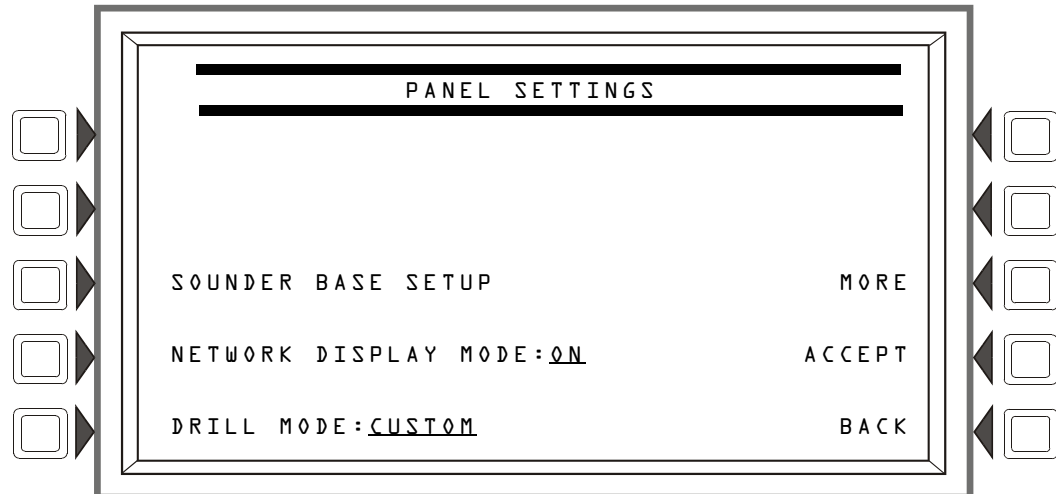 PANEL SETTINGS
SOUNDER BASE SETUP MORE
NETWORK DISPLAY MODE:ON ACCEPT
DRILL MODE:CUSTOM BACK